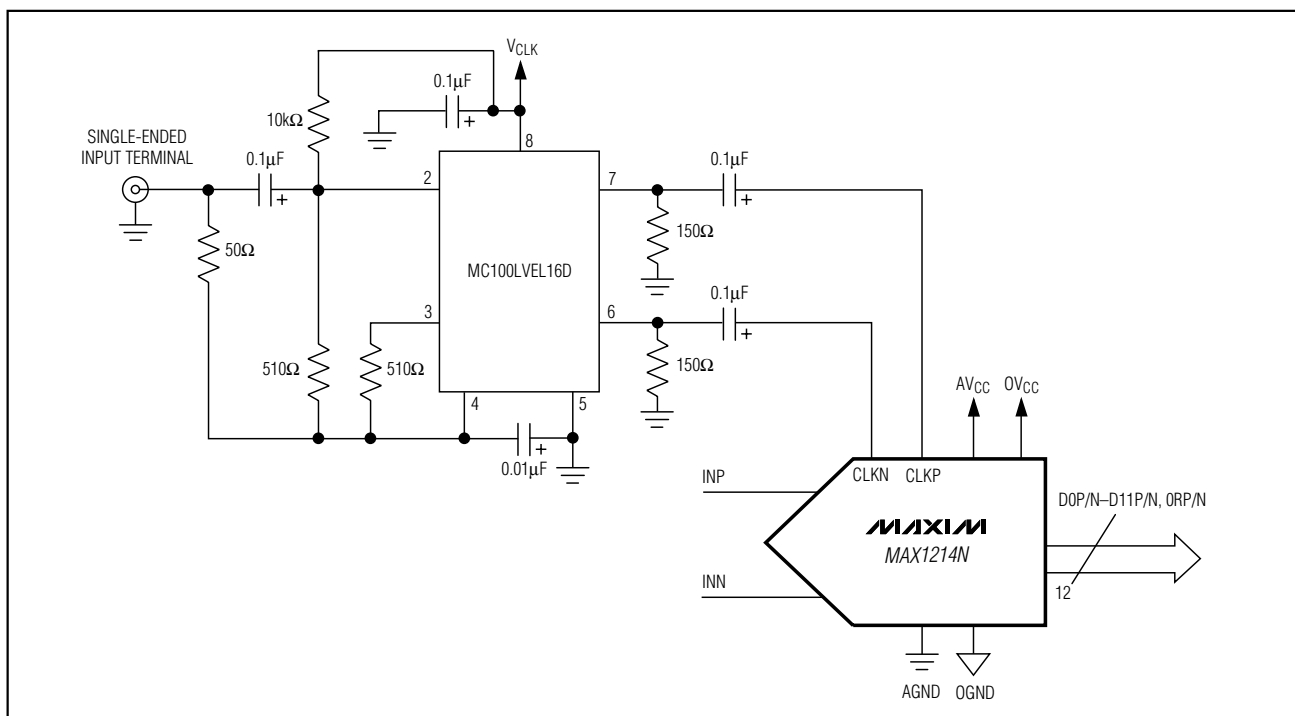 VCLK
0.1μF
10kΩ
SINGLE-ENDED
INPUT TERMINAL
0.1μF
8
2
7
0.1μF
50Ω
150Ω
MC100LVEL16D
0.1μF
3
6
510Ω
510Ω
150Ω
4
5
0.01μF
AVCC
OVCC
INP
CLKN
CLKP
D0P/N–D11P/N, 0RP/N
MAXIM
MAX1214N
INN
12
AGND
OGND